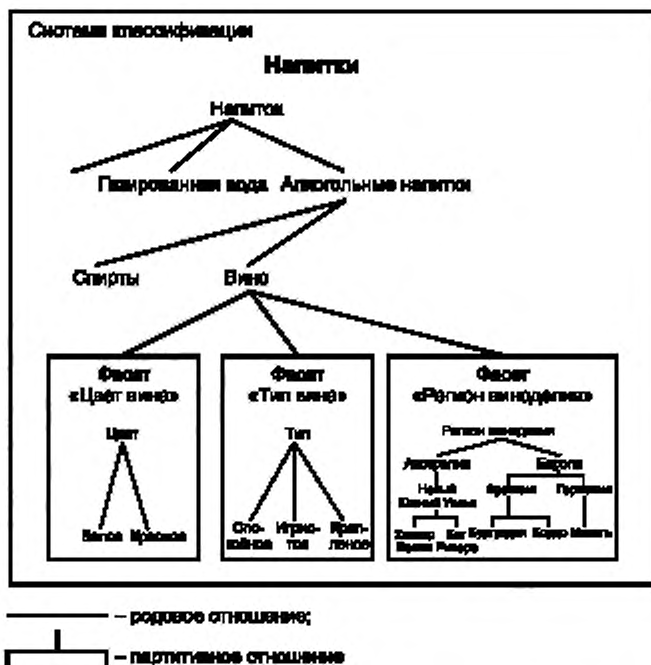 Система классификации
Напитки
Напиток
Газированная вода Алкогольные напитки
Спирты Вино
Фасет «Цвет вина»
Цвет
Белое Красное
Фасет «Тип вина»
Тип
Спо-
койное
Игрис-
тое
Креп-
леное
Фасет «Регион виноделия»
Регион виноделия
Австралия Европа
Новый
Южный Уэльс
Франция Германия
Хантер
Бургундия Бордо Мозель
– родовое отношение;
– партитивное отношение